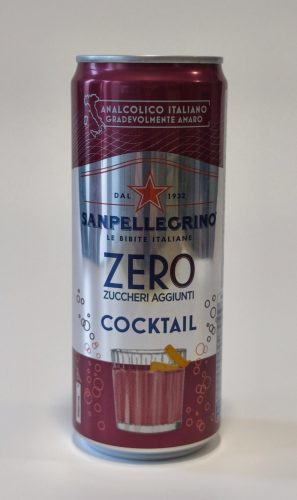 ANALCOLICO ITALIANO
GRADEVOLMENTE AMARO
DAL 1932
SANPELLEGRINO
LE BIBITE ITALIANE
ZERO
ZUCCHERI AGGIUNTI
COCKTAIL